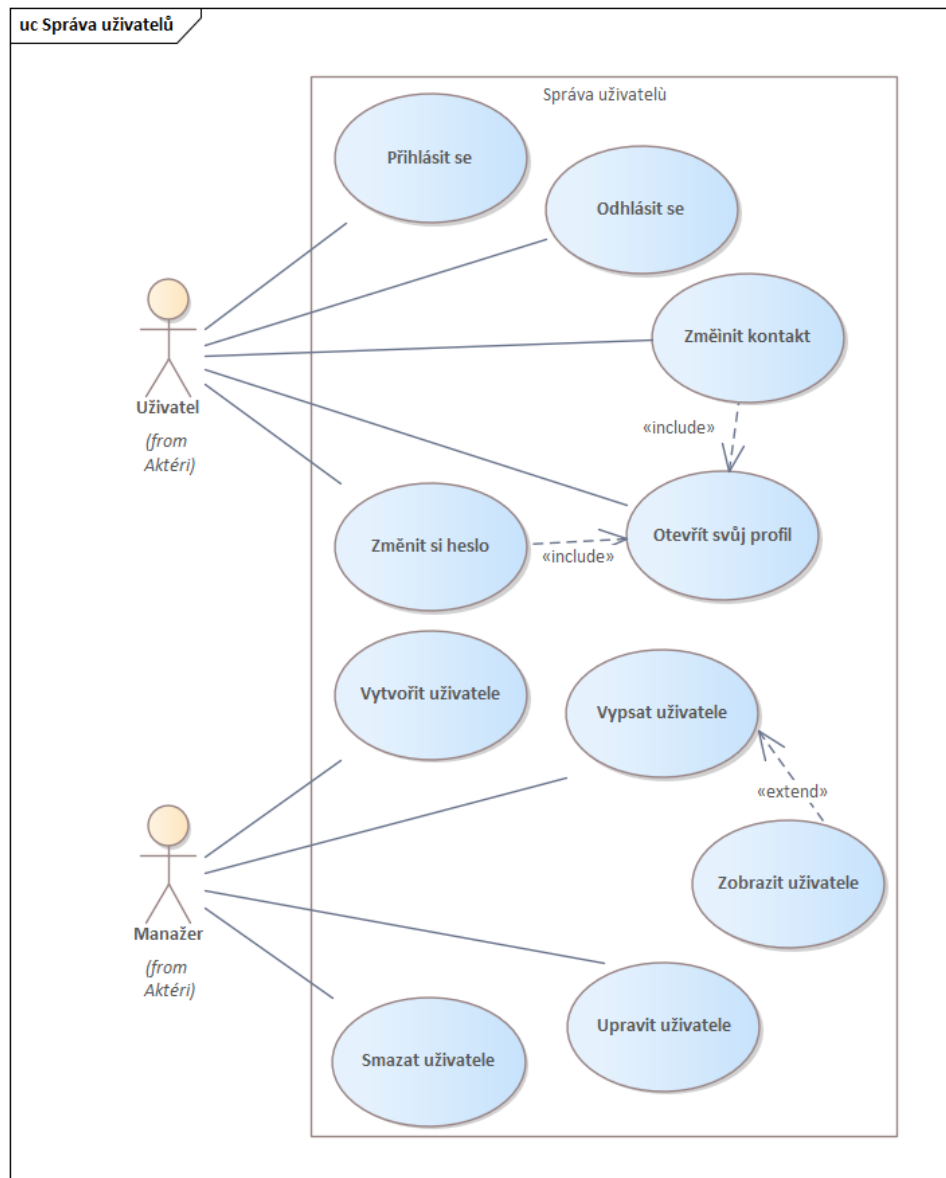 uc Správa uživatelů
Správa uživatelù
Přihlásit se
Odhlásit se
Změinit kontakt
«include»
Uživatel
(from
Aktéri)
Otevřít svůj profil
Změnit si heslo
«include»
Vytvořit uživatele
Vypsat uživatele
«extend»
Zobrazit uživatele
Manažer
(from
Aktéri)
Upravit uživatele
Smazat uživatele